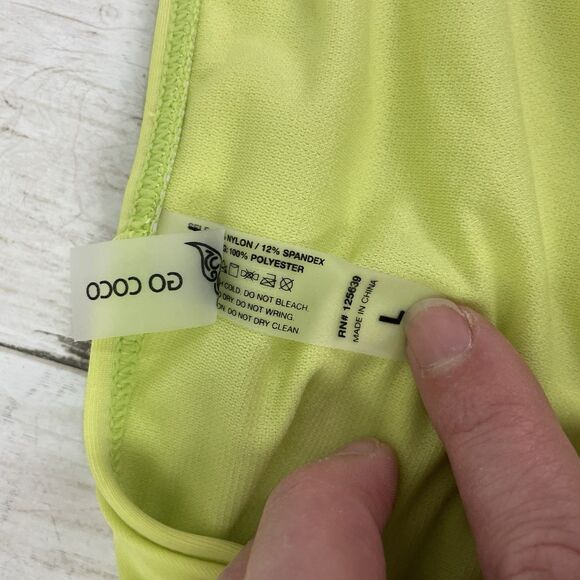 GO COCO
NYLON / 12% SPANDEX
100% POLYESTER
COLD. DO NOT BLEACH.
DRY. DO NOT WRING.
DO NOT DRY CLEAN
RN# 125639
MADE IN CHINA
L